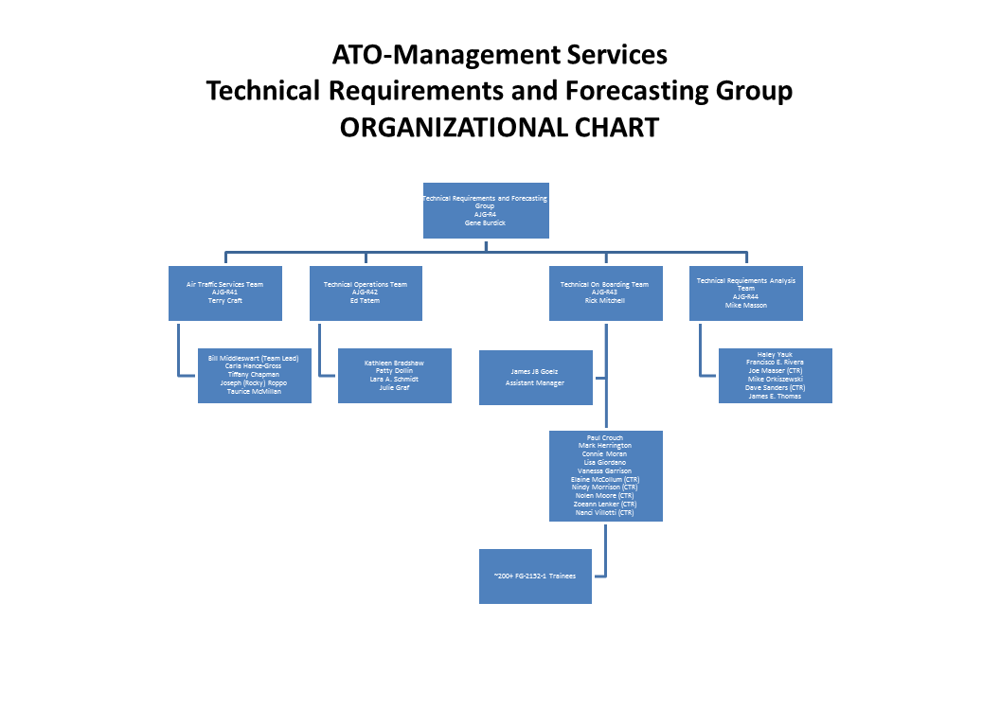 ATO-Management Services
Technical Requirements and Forecasting Group
ORGANIZATIONAL CHART
Technical Requirements and Forecasting
Group
AJG-R4
Gene Burdick
Air Traffic Services Team
AJG-R41
Terry Craft
Technical Operations Team
AJG-R42
Ed Tatem
Technical On Boarding Team
AJG-R43
Rick Mitchell
Technical Requiements Analysis
Team
AJG-R44
Mike Masson
Bill Middleswart (Team Lead)
Carla Hance-Gross
Tiffany Chapman
Joseph (Rocky) Roppo
Taurice McMillan
Kathleen Bradshaw
Patty Dollin
Lara A. Schmidt
Julie Graf
James JB Goelz
Assistant Manager
Haley Yauk
Francisco E. Rivera
Joe Maaser (CTR)
Mike Orkiszewski
Dave Sanders (CTR)
James E. Thomas
Paul Crouch
Mark Herrington
Connie Moran
Lisa Giordano
Vanessa Garrison
Elaine McCollum (CTR)
Nindy Morrison (CTR)
Nolen Moore (CTR)
Zoeann Lenker (CTR)
Nanci Villotti (CTR)
~200+ FG-2152-1 Trainees